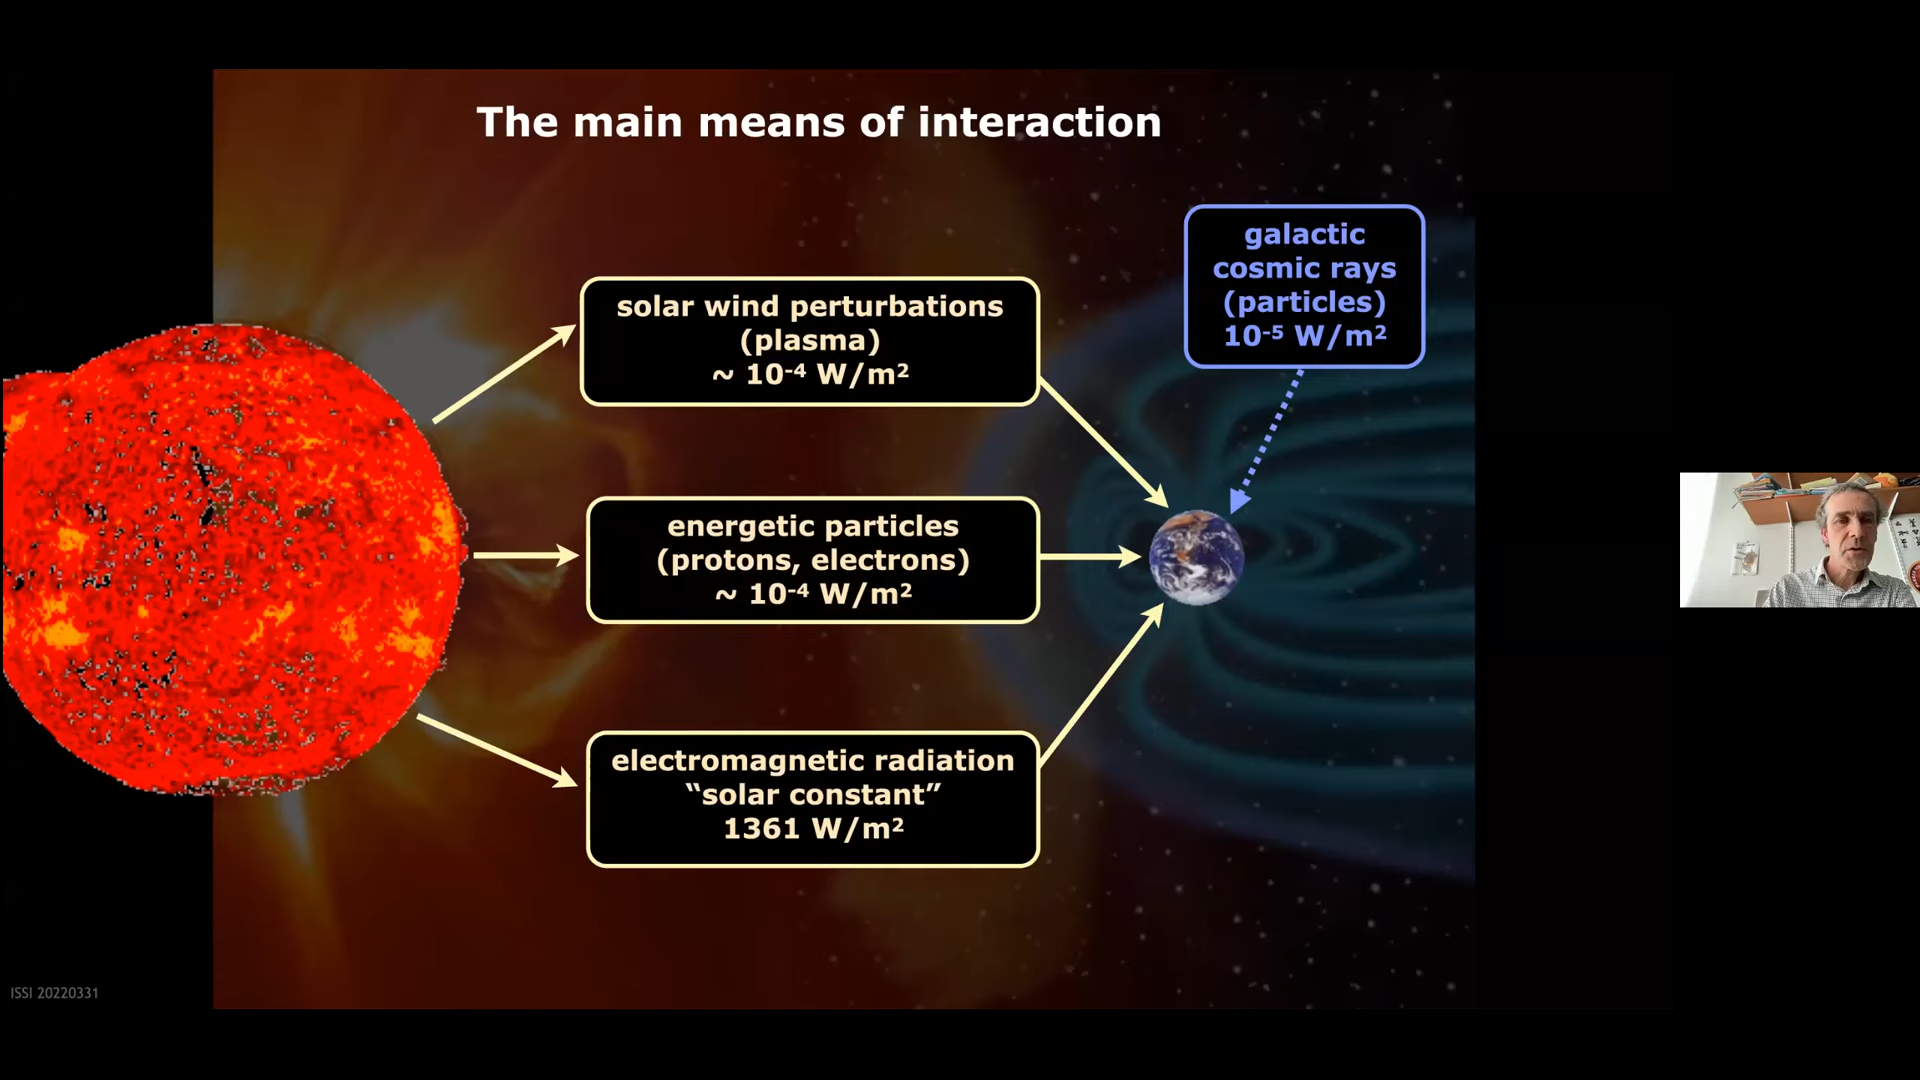 The main means of interaction
galactic
cosmic rays
(particles)
10⁻⁵ W/m²
solar wind perturbations
(plasma)
~ 10⁻⁴ W/m²
energetic particles
(protons, electrons)
~ 10⁻⁴ W/m²
electromagnetic radiation
“solar constant”
1361 W/m²
ISSI 20220331